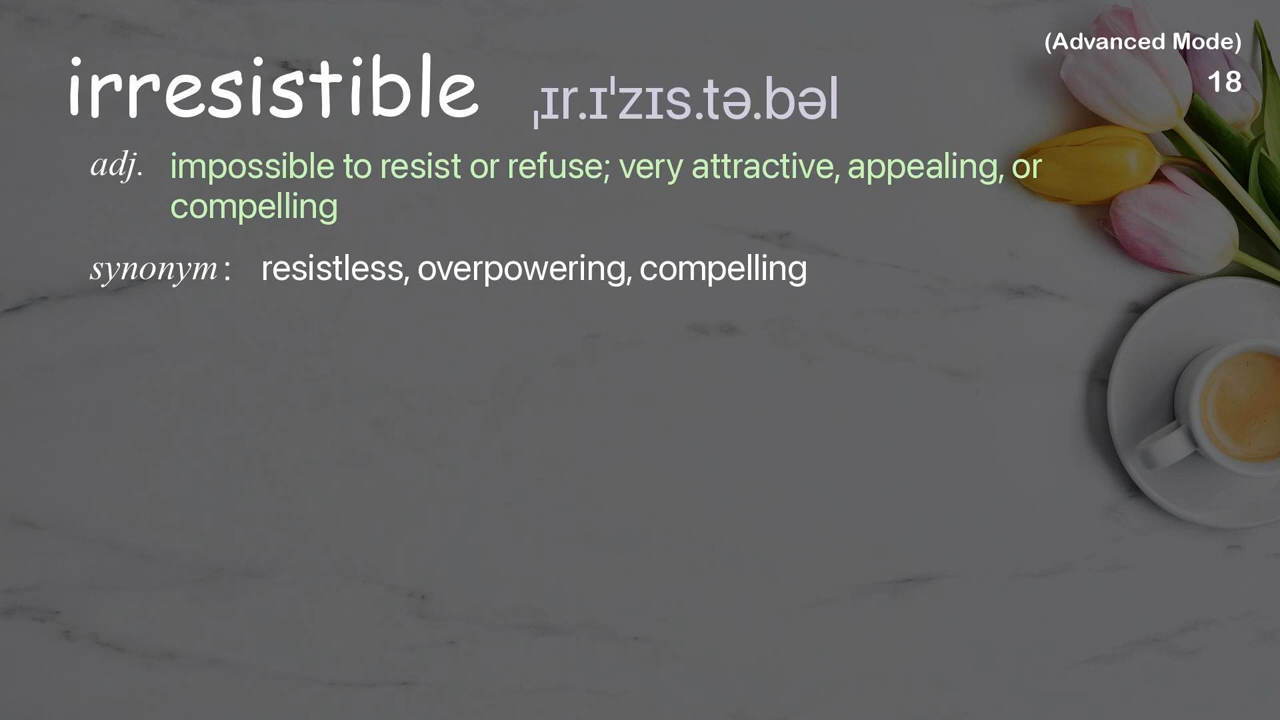 (Advanced Mode)
18
irresistible ˌɪr.ɪˈzɪs.tə.bəl
adj. impossible to resist or refuse; very attractive, appealing, or
compelling
synonym : resistless, overpowering, compelling